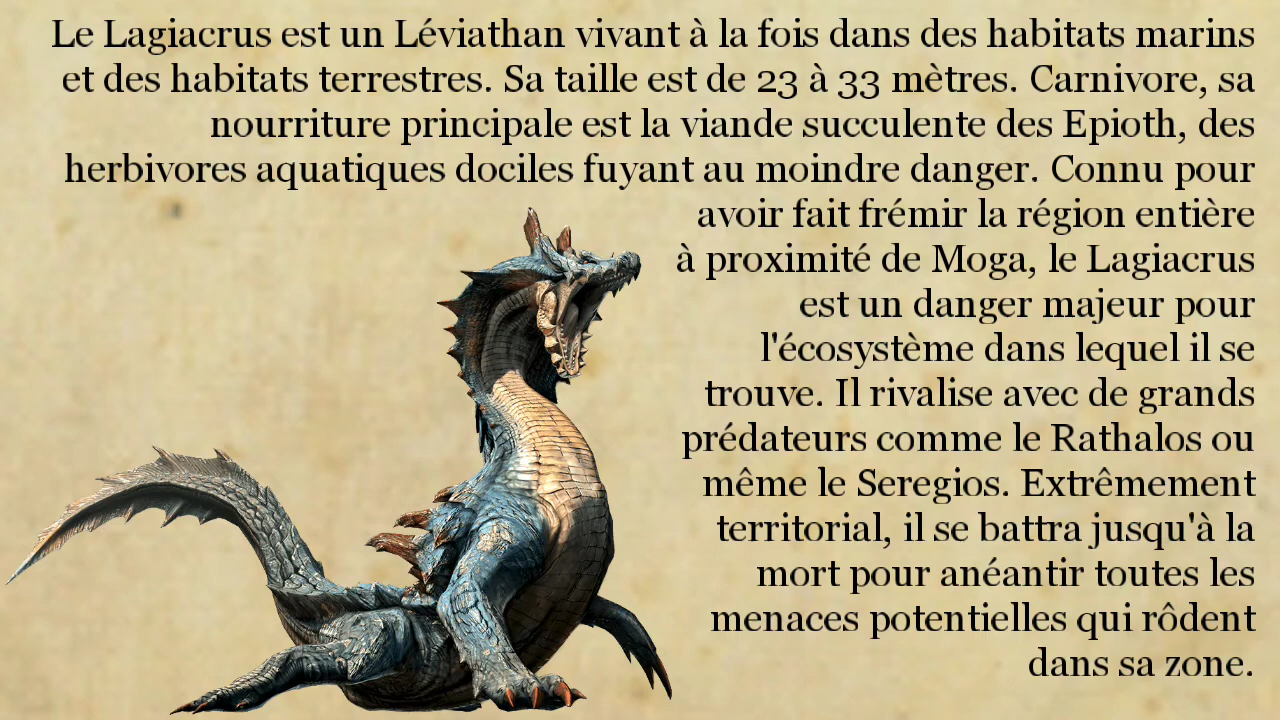 Le Lagiacrus est un Léviathan vivant à la fois dans des habitats marins
et des habitats terrestres. Sa taille est de 23 à 33 mètres. Carnivore, sa
nourriture principale est la viande succulente des Epioth, des
herbivores aquatiques dociles fuyant au moindre danger. Connu pour
avoir fait frémir la région entière
à proximité de Moga, le Lagiacrus
est un danger majeur pour
l'écosystème dans lequel il se
trouve. Il rivalise avec de grands
prédateurs comme le Rathalos ou
même le Seregios. Extrêmement
territorial, il se battra jusqu'à la
mort pour anéantir toutes les
menaces potentielles qui rôdent
dans sa zone.